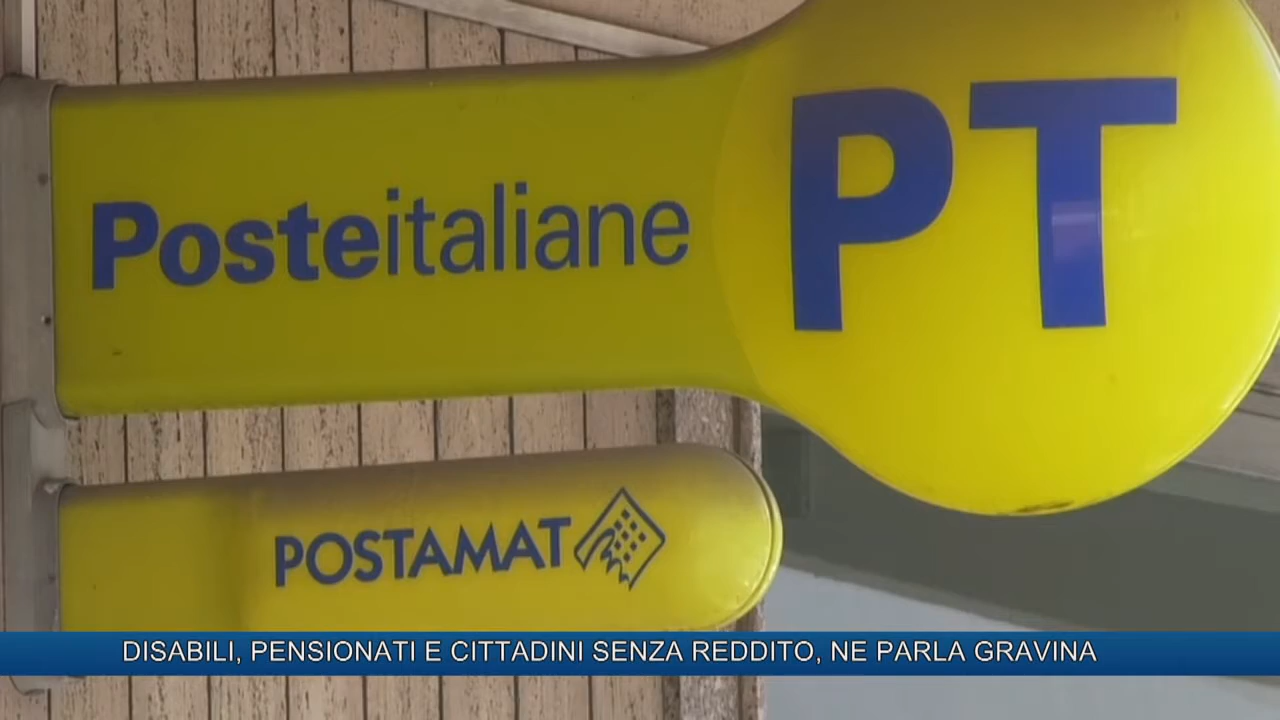 Posteitaliane
PT
POSTAMAT
DISABILI, PENSIONATI E CITTADINI SENZA REDDITO, NE PARLA GRAVINA